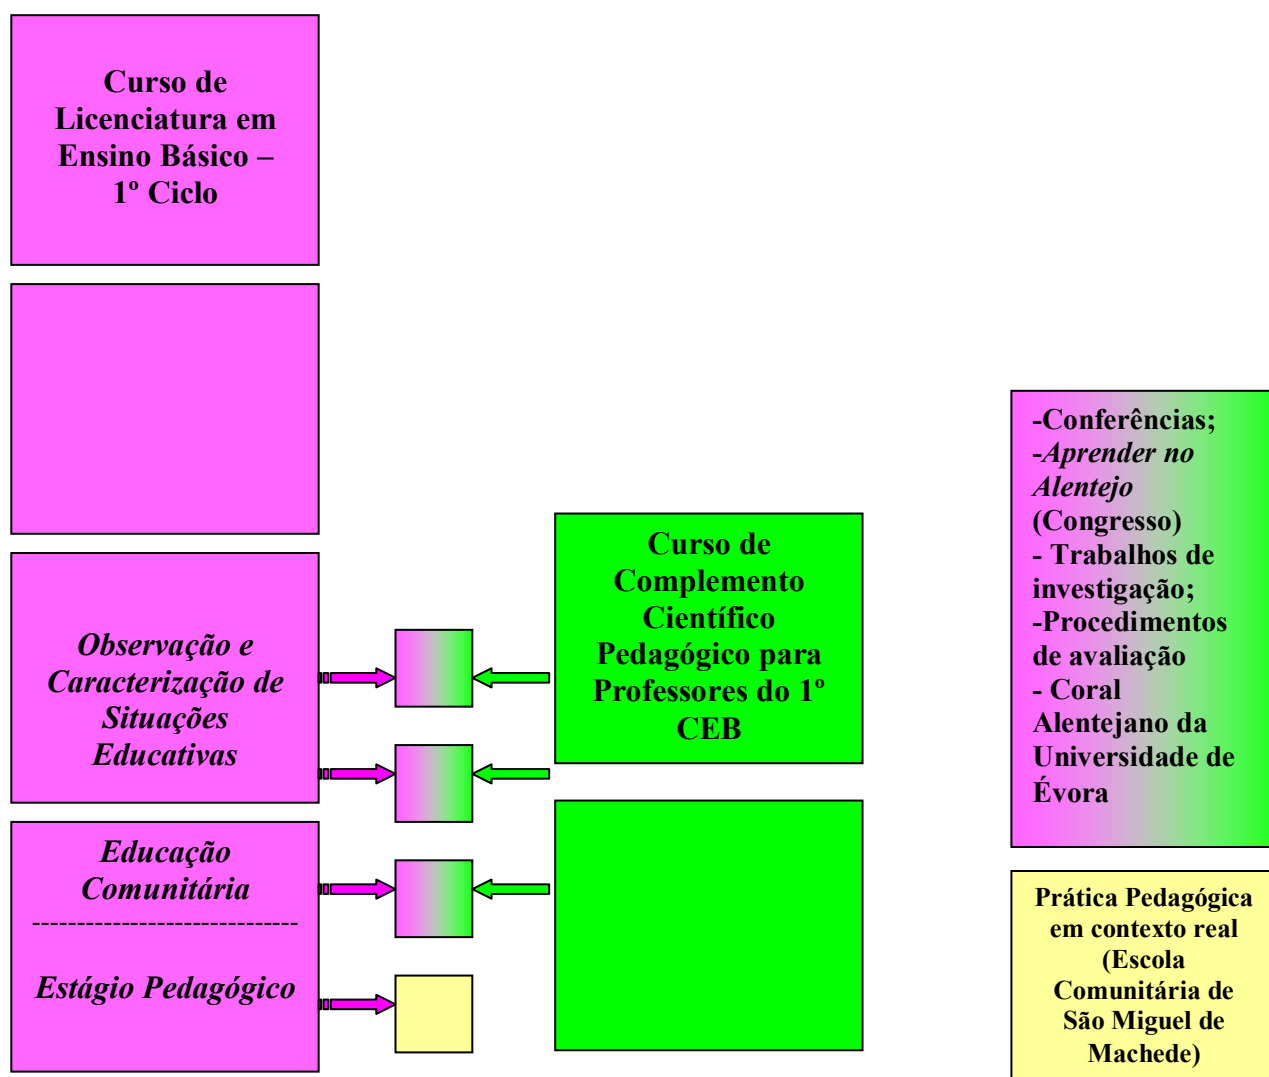 Curso de
Licenciatura em
Ensino Básico –
1º Ciclo
Observação e
Caracterização de
Situações
Educativas
Educação
Comunitária
-----------------------------
Estágio Pedagógico
Curso de
Complemento
Científico
Pedagógico para
Professores do 1º
CEB
-Conferências;
-Aprender no
Alentejo
(Congresso)
- Trabalhos de
investigação;
-Procedimentos
de avaliação
- Coral
Alentejano da
Universidade de
Évora
Prática Pedagógica
em contexto real
(Escola
Comunitária de
São Miguel de
Machede)